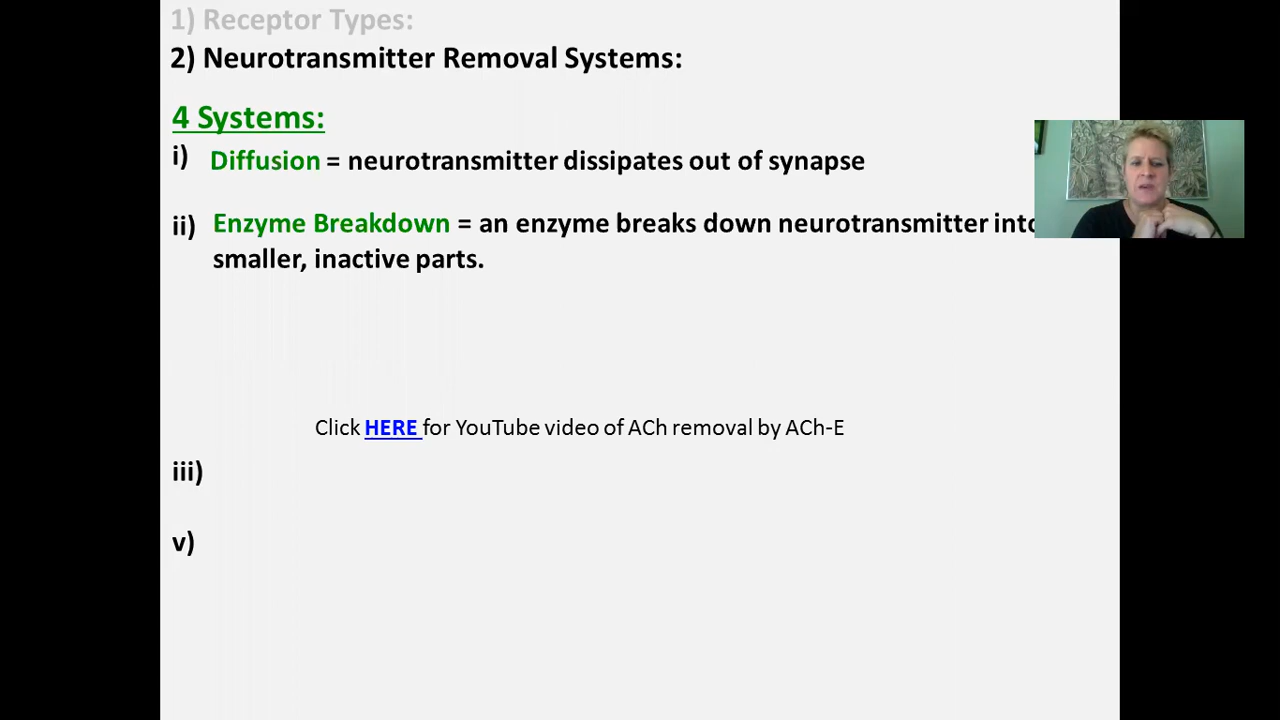 1) Receptor Types:
2) Neurotransmitter Removal Systems:
4 Systems:
i) Diffusion = neurotransmitter dissipates out of synapse
ii) Enzyme Breakdown = an enzyme breaks down neurotransmitter into
smaller, inactive parts.
Click HERE for YouTube video of ACh removal by ACh-E
iii)
v)